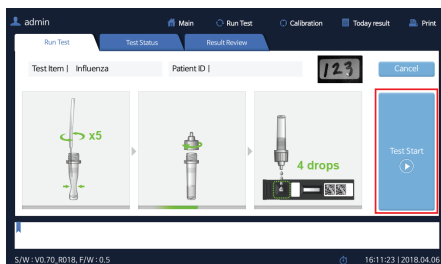 admin Main Run Test Calibration Today result Print
Run Test Test Status Result Review
Test Item | Influenza Patient ID | 123 Cancel
x5
4 drops
Test Start
S/W : V0.70_R018, F/W : 0.5 16:11:23 | 2018.04.06